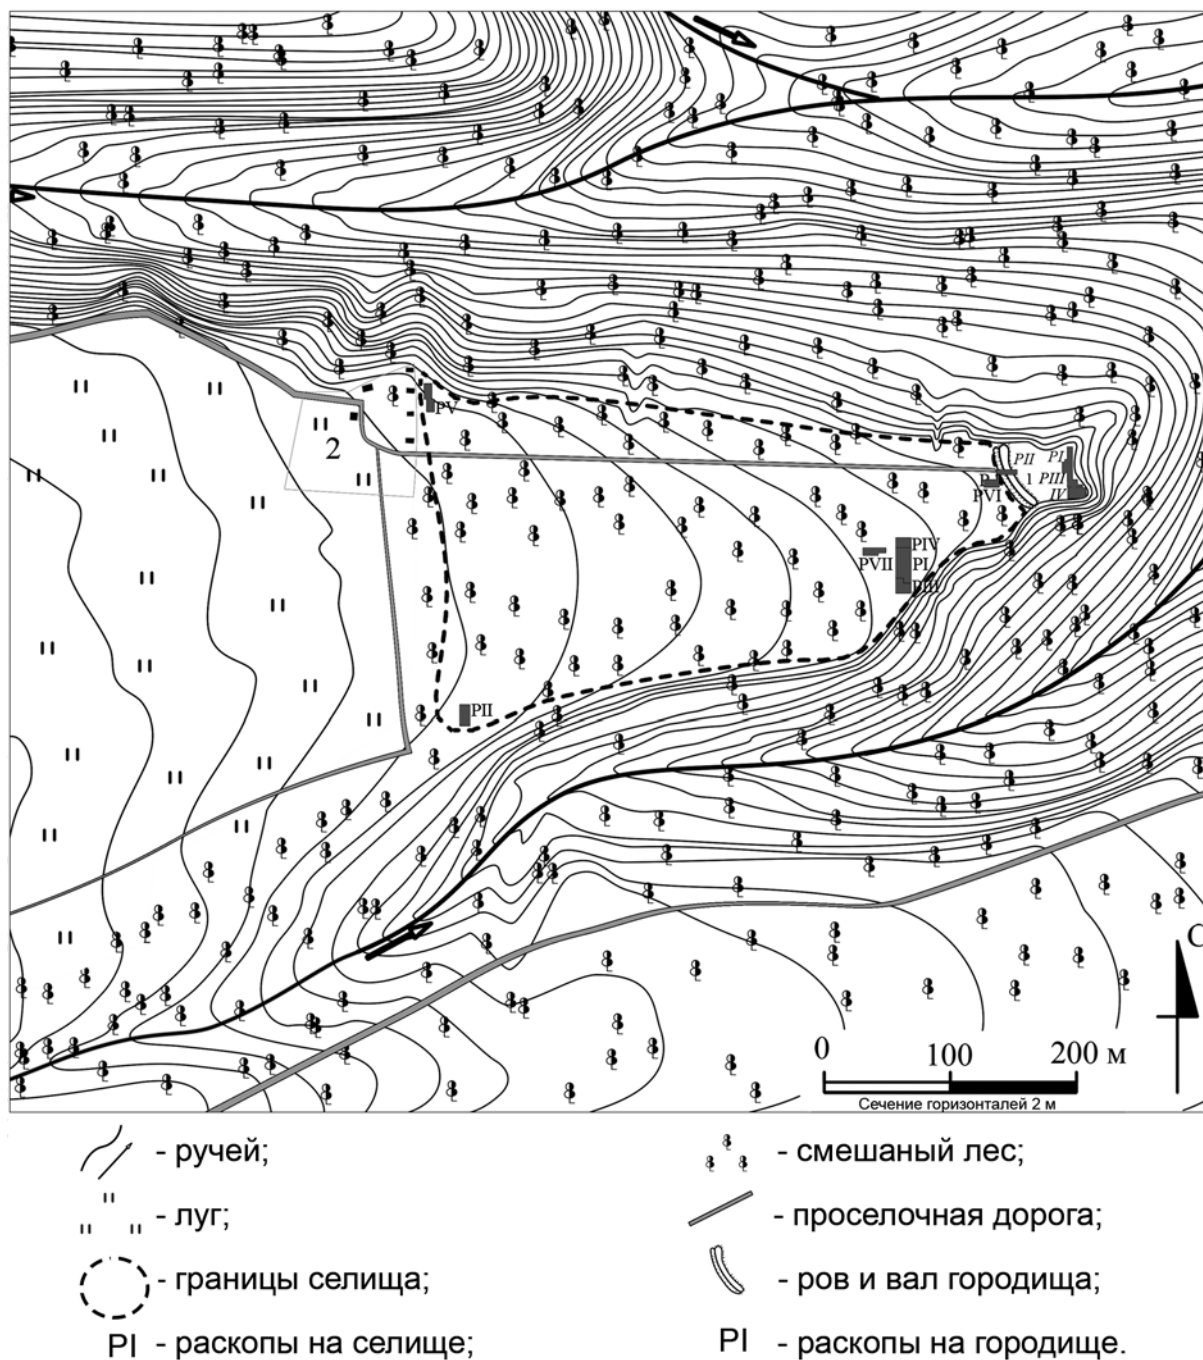 PV
2
PII
PI
1
PIII
IV
PVI
PIV
PVII
PI
PIII
PII
С
0
100
200 м
Сечение горизонталей 2 м
- ручей;
- смешаный лес;
- луг;
- проселочная дорога;
- границы селища;
- ров и вал городища;
PI - раскопы на селище;
PI - раскопы на городище.